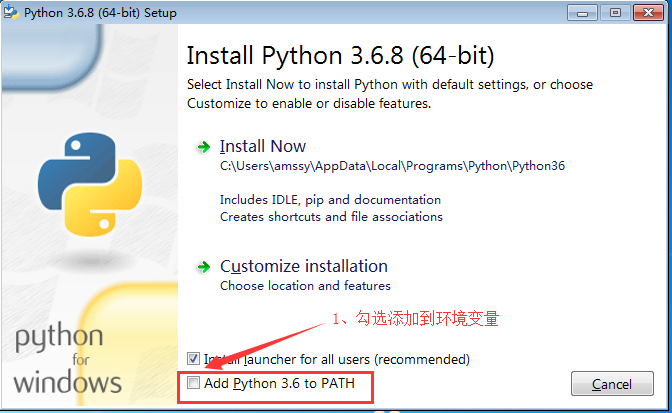 Python 3.6.8 (64-bit) Setup
Install Python 3.6.8 (64-bit)
Select Install Now to install Python with default settings, or choose
Customize to enable or disable features.
Install Now
C:\Users\amssy\AppData\Local\Programs\Python\Python36
Includes IDLE, pip and documentation
Creates shortcuts and file associations
Customize installation
Choose location and features
1、勾选添加到环境变量
Install launcher for all users (recommended)
Add Python 3.6 to PATH
Cancel
python
for
windows